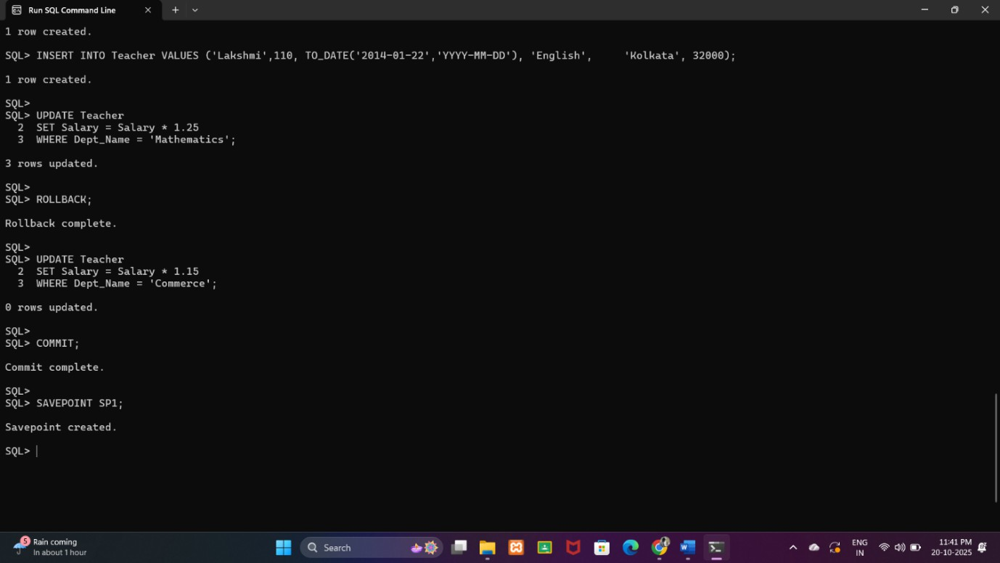 Run SQL Command Line
1 row created.
SQL> INSERT INTO Teacher VALUES ('Lakshmi',110, TO_DATE('2014-01-22','YYYY-MM-DD'), 'English',     'Kolkata', 32000);
1 row created.
SQL>
SQL> UPDATE Teacher
  2  SET Salary = Salary * 1.25
  3  WHERE Dept_Name = 'Mathematics';
3 rows updated.
SQL>
SQL> ROLLBACK;
Rollback complete.
SQL>
SQL> UPDATE Teacher
  2  SET Salary = Salary * 1.15
  3  WHERE Dept_Name = 'Commerce';
0 rows updated.
SQL>
SQL> COMMIT;
Commit complete.
SQL>
SQL> SAVEPOINT SP1;
Savepoint created.
SQL>
5
Rain coming
In about 1 hour
Search
ENG
IN
11:41 PM
20-10-2025